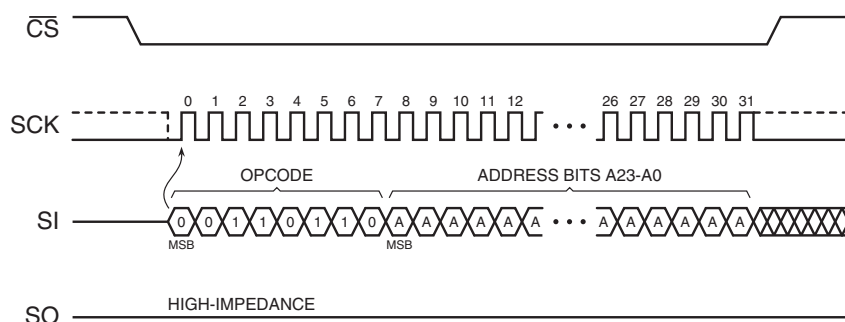 CS
0 1 2 3 4 5 6 7 8 9 10 11 12 26 27 28 29 30 31
SCK
OPCODE ADDRESS BITS A23-A0
SI 0 0 1 1 0 1 1 0 A A A A A A A A A A A A
MSB MSB
HIGH-IMPEDANCE
SO